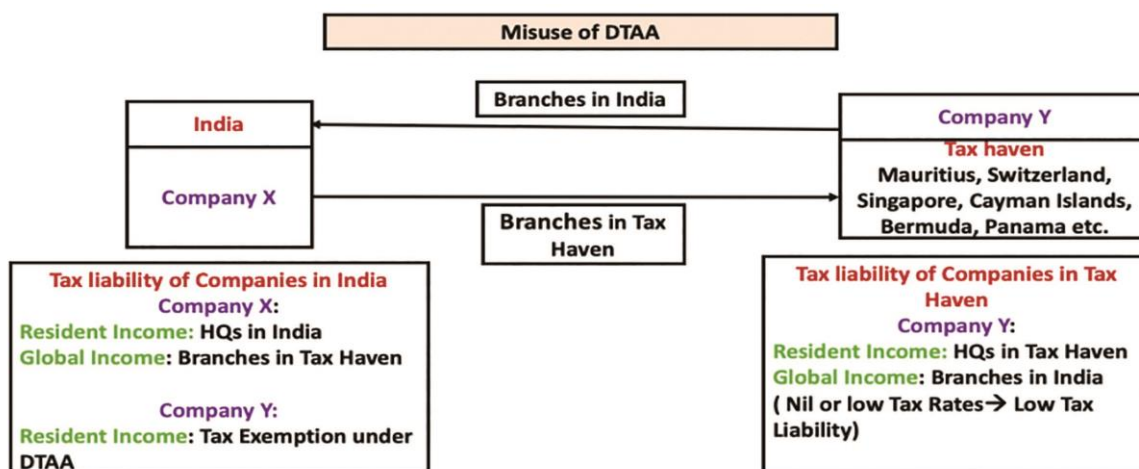 Misuse of DTAA
Branches in India
India
Company X
Company Y
Tax haven
Mauritius, Switzerland,
Singapore, Cayman Islands,
Bermuda, Panama etc.
Branches in Tax
Haven
Tax liability of Companies in India
Company X:
Resident Income: HQs in India
Global Income: Branches in Tax Haven
Company Y:
Resident Income: Tax Exemption under
DTAA
Tax liability of Companies in Tax
Haven
Company Y:
Resident Income: HQs in Tax Haven
Global Income: Branches in India
( Nil or low Tax Rates→ Low Tax
Liability)